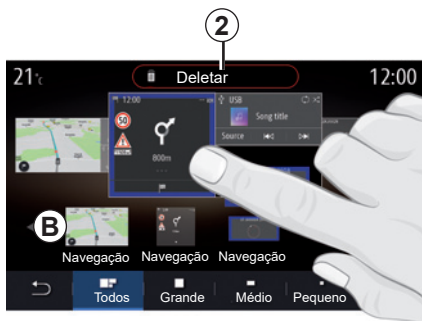 2
21°c
Deletar
12:00
12:00
USB
50
Song title
1100m
800m
Source
B
Navegação Navegação Navegação
Todos Grande Médio Pequeno